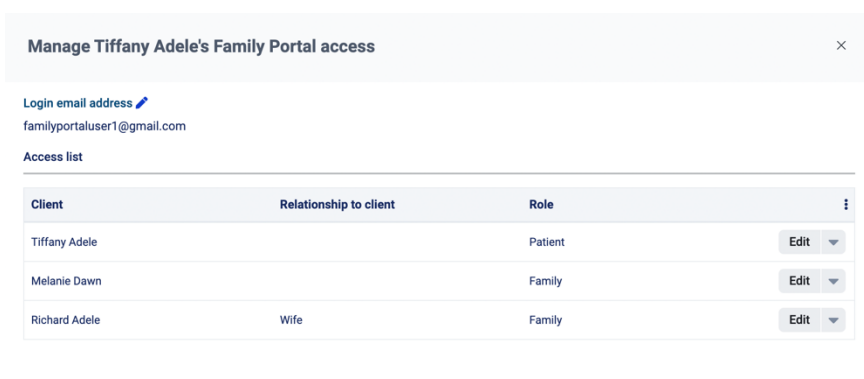 Manage Tiffany Adele's Family Portal access
Login email address
familyportaluser1@gmail.com
Access list
Client Relationship to client Role
Tiffany Adele Patient Edit
Melanie Dawn Family Edit
Richard Adele Wife Family Edit